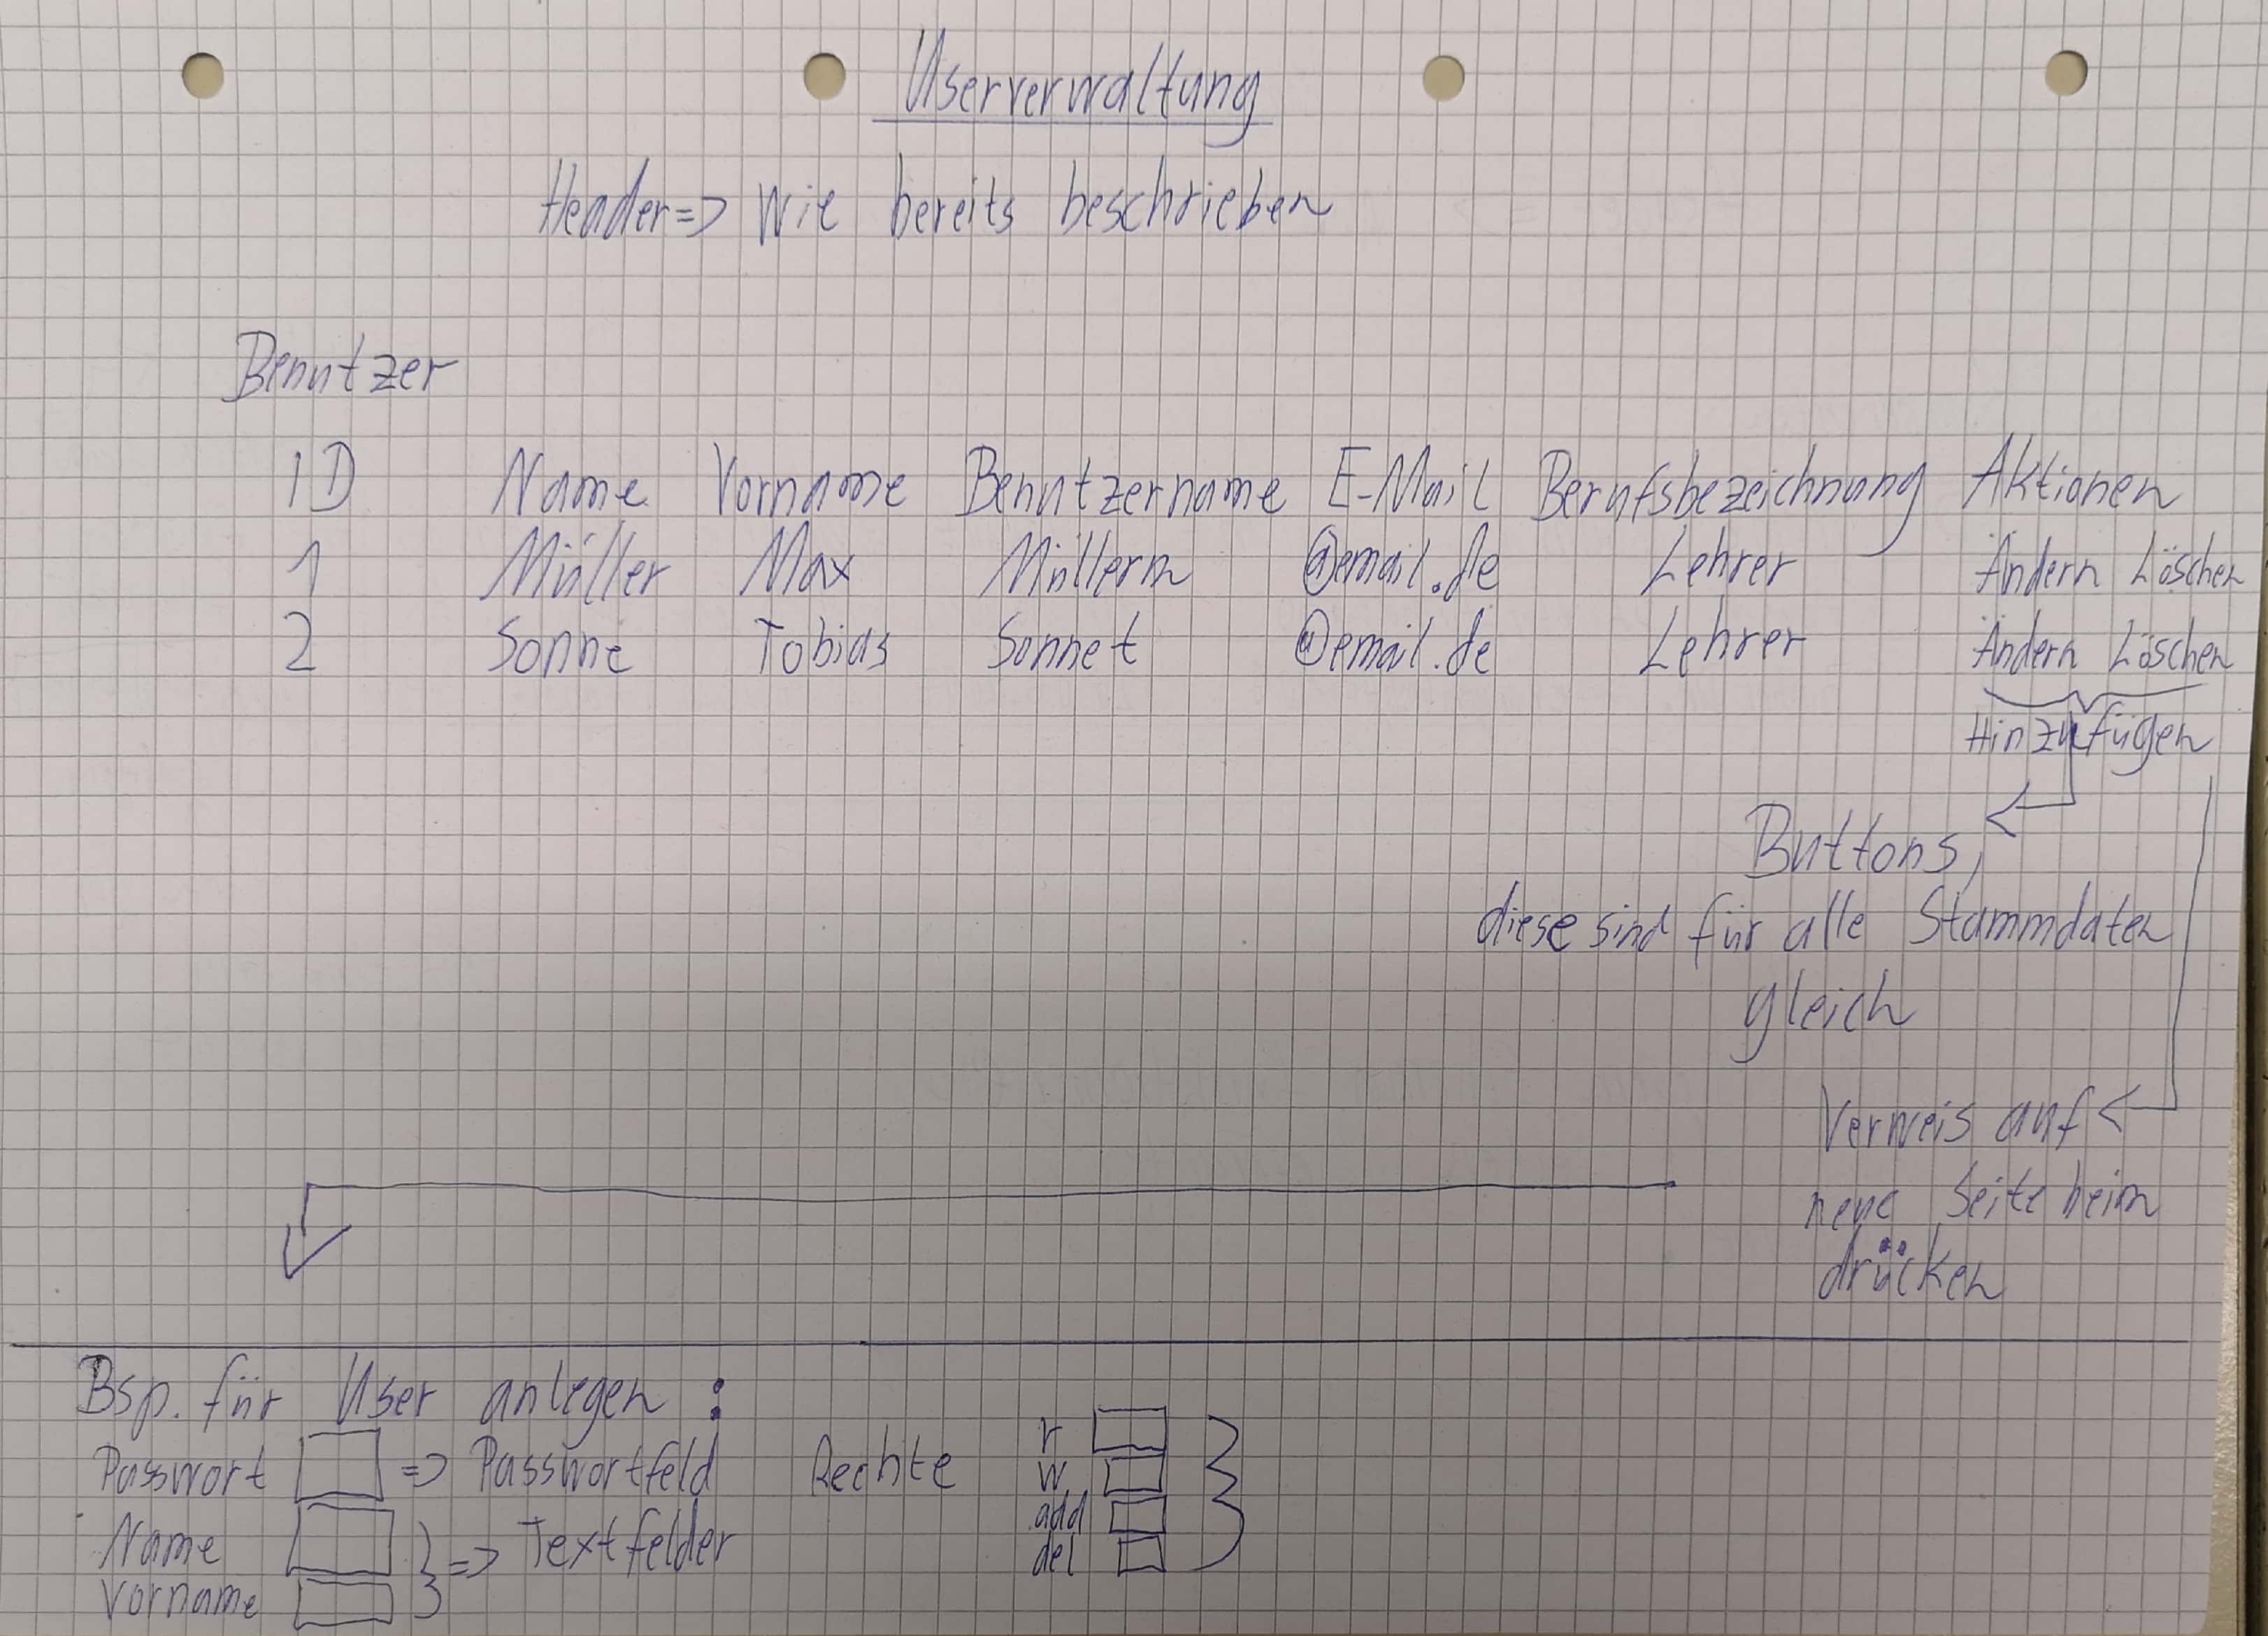 Userverwaltung
Header=> Wie bereits beschrieben
Benutzer
ID Name Vorname Benutzername E-Mail Berufsbezeichnung Aktionen
1 Müller Max Müllerm @email.de Lehrer Ändern Löschen
2 Sonne Tobias Sonnet @email.de Lehrer Ändern Löschen
Hinzufügen
Buttons,
diese sind für alle Stammdaten
gleich
Verweis auf
neue Seite beim
drücken
Bsp. für User anlegen:
Passwort => Passwortfeld Rechte r
w
add
Name => Textfelder del
Vorname